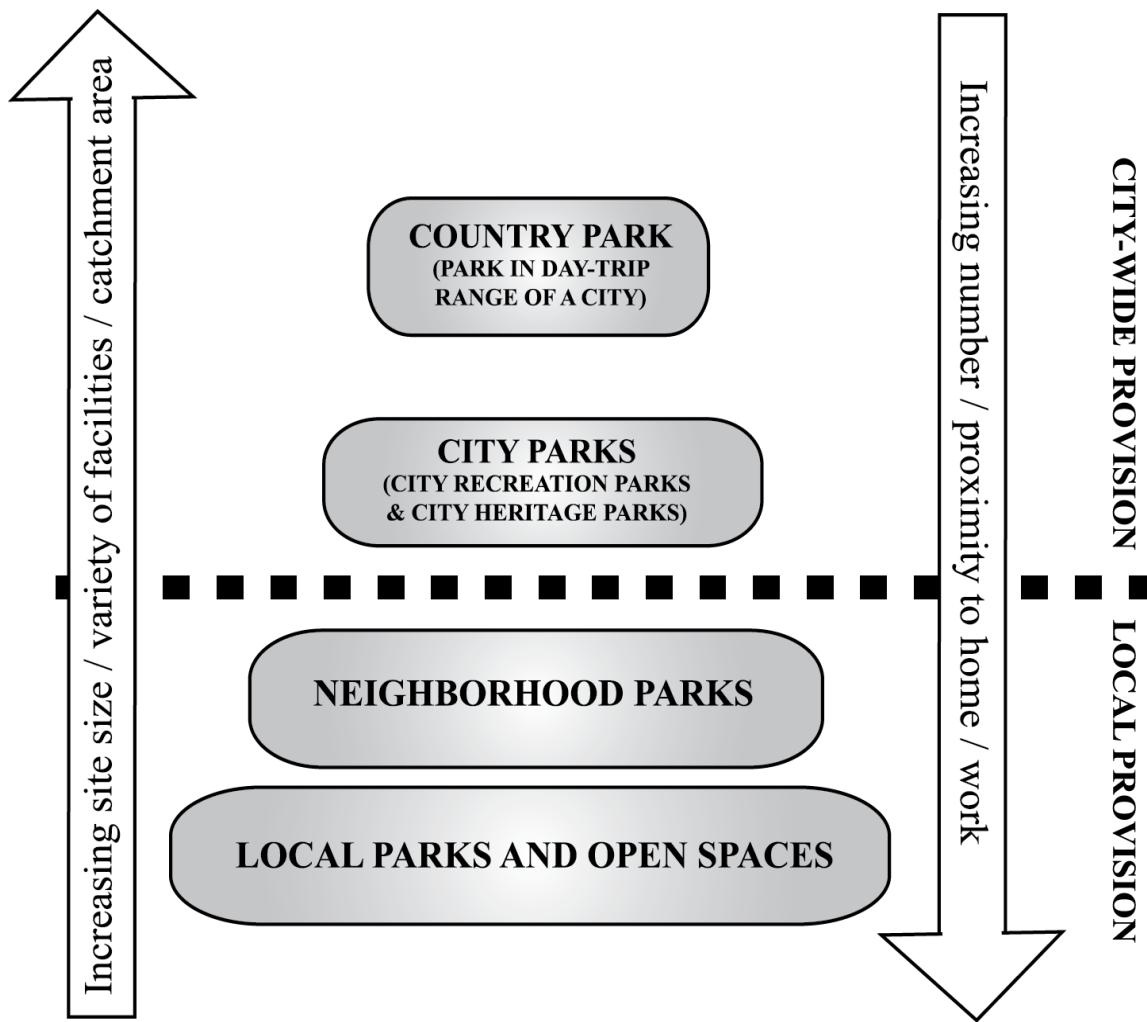 Increasing site size / variety of facilities / catchment area
COUNTRY PARK
(PARK IN DAY-TRIP
RANGE OF A CITY)
CITY PARKS
(CITY RECREATION PARKS
& CITY HERITAGE PARKS)
NEIGHBORHOOD PARKS
LOCAL PARKS AND OPEN SPACES
Increasing number / proximity to home / work
CITY-WIDE PROVISION
LOCAL PROVISION